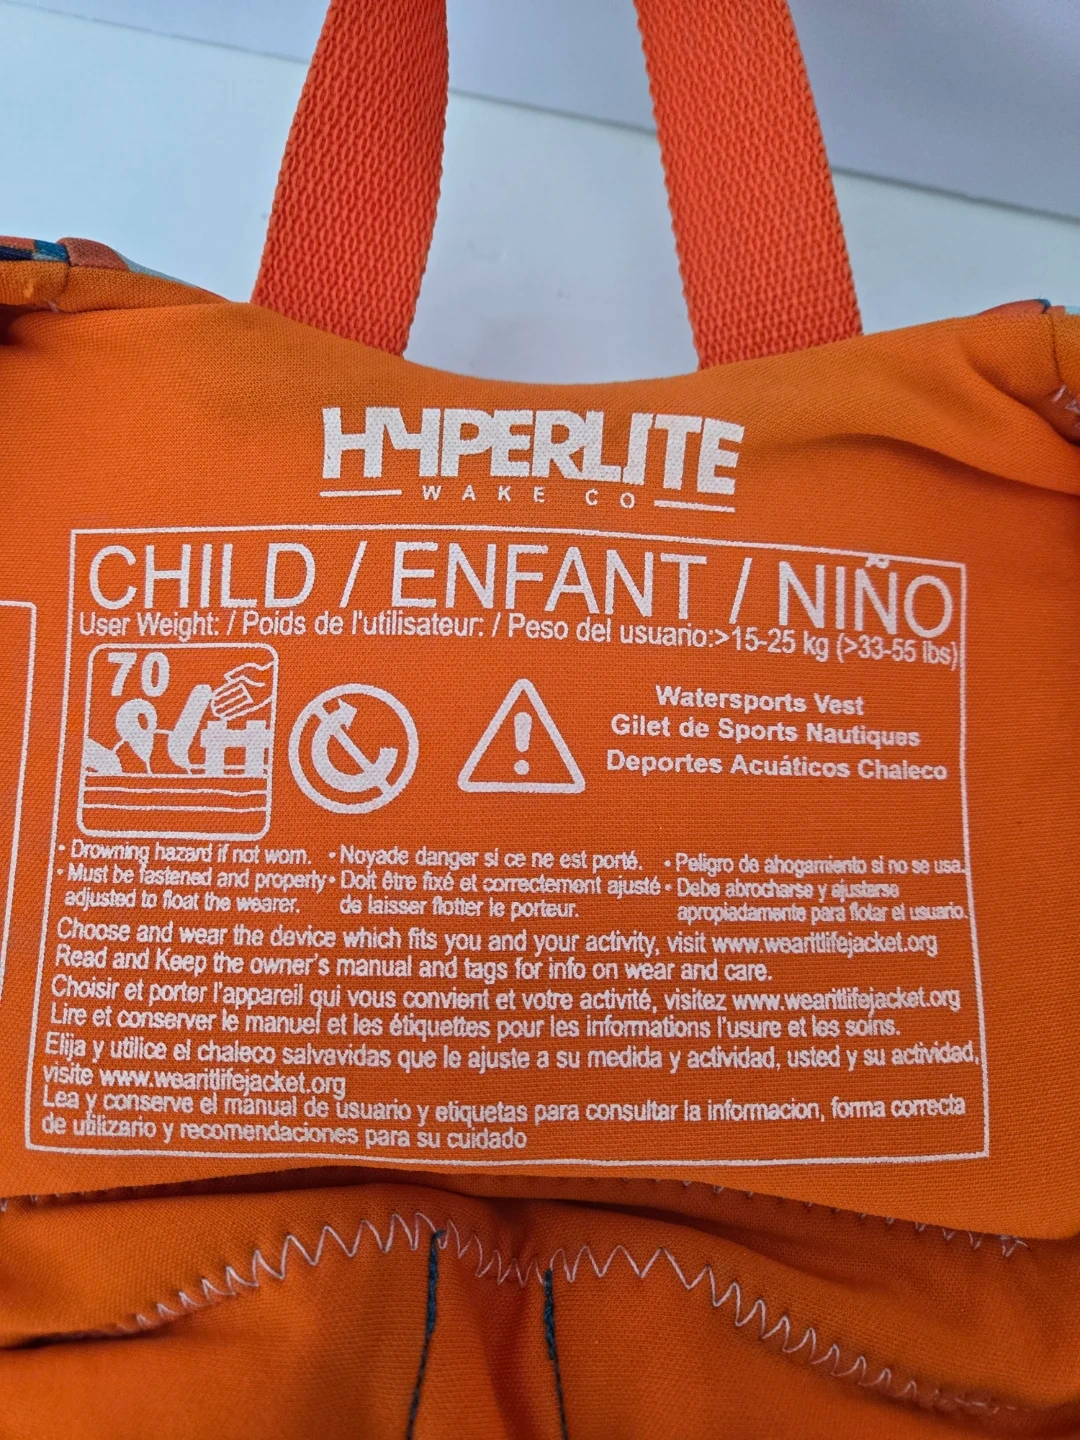 HYPERLITE
WAKE CO
CHILD / ENFANT / NIÑO
User Weight: / Poids de l'utilisateur: / Peso del usuario:>15-25 kg (>33-55 lbs)
70
Watersports Vest
Gilet de Sports Nautiques
Deportes Acuáticos Chaleco
• Drowning hazard if not worn.
• Must be fastened and properly
adjusted to float the wearer.
• Noyade danger si ce ne est porté.
• Doit être fixé et correctement ajusté
de laisser flotter le porteur.
• Peligro de ahogamiento si no se usa.
• Debe abrocharse y ajustarse
apropiadamente para flotar el usuario.
Choose and wear the device which fits you and your activity, visit www.wearitlifejacket.org
Read and Keep the owner's manual and tags for info on wear and care.
Choisir et porter l'appareil qui vous convient et votre activité, visitez www.wearitlifejacket.org
Lire et conserver le manuel et les étiquettes pour les informations l'usure et les soins.
Elija y utilice el chaleco salvavidas que le ajuste a su medida y actividad, usted y su actividad,
visite www.wearitlifejacket.org
Lea y conserve el manual de usuario y etiquetas para consultar la informacion, forma correcta
de utilizario y recomendaciones para su cuidado